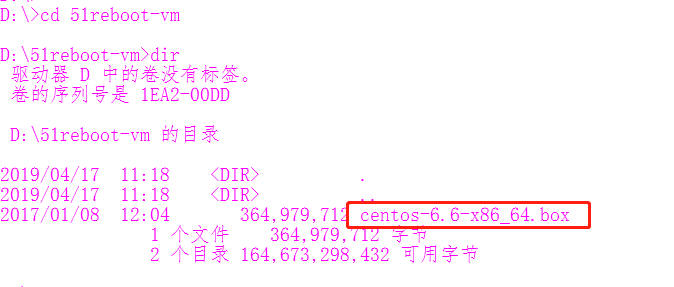 D:\>cd 51reboot-vm
D:\51reboot-vm>dir
驱动器 D 中的卷没有标签。
卷的序列号是 1EA2-00DD
D:\51reboot-vm 的目录
2019/04/17 11:18 <DIR> .
2019/04/17 11:18 <DIR> ..
2017/01/08 12:04 364,979,712 centos-6.6-x86_64.box
1 个文件 364,979,712 字节
2 个目录 164,673,298,432 可用字节